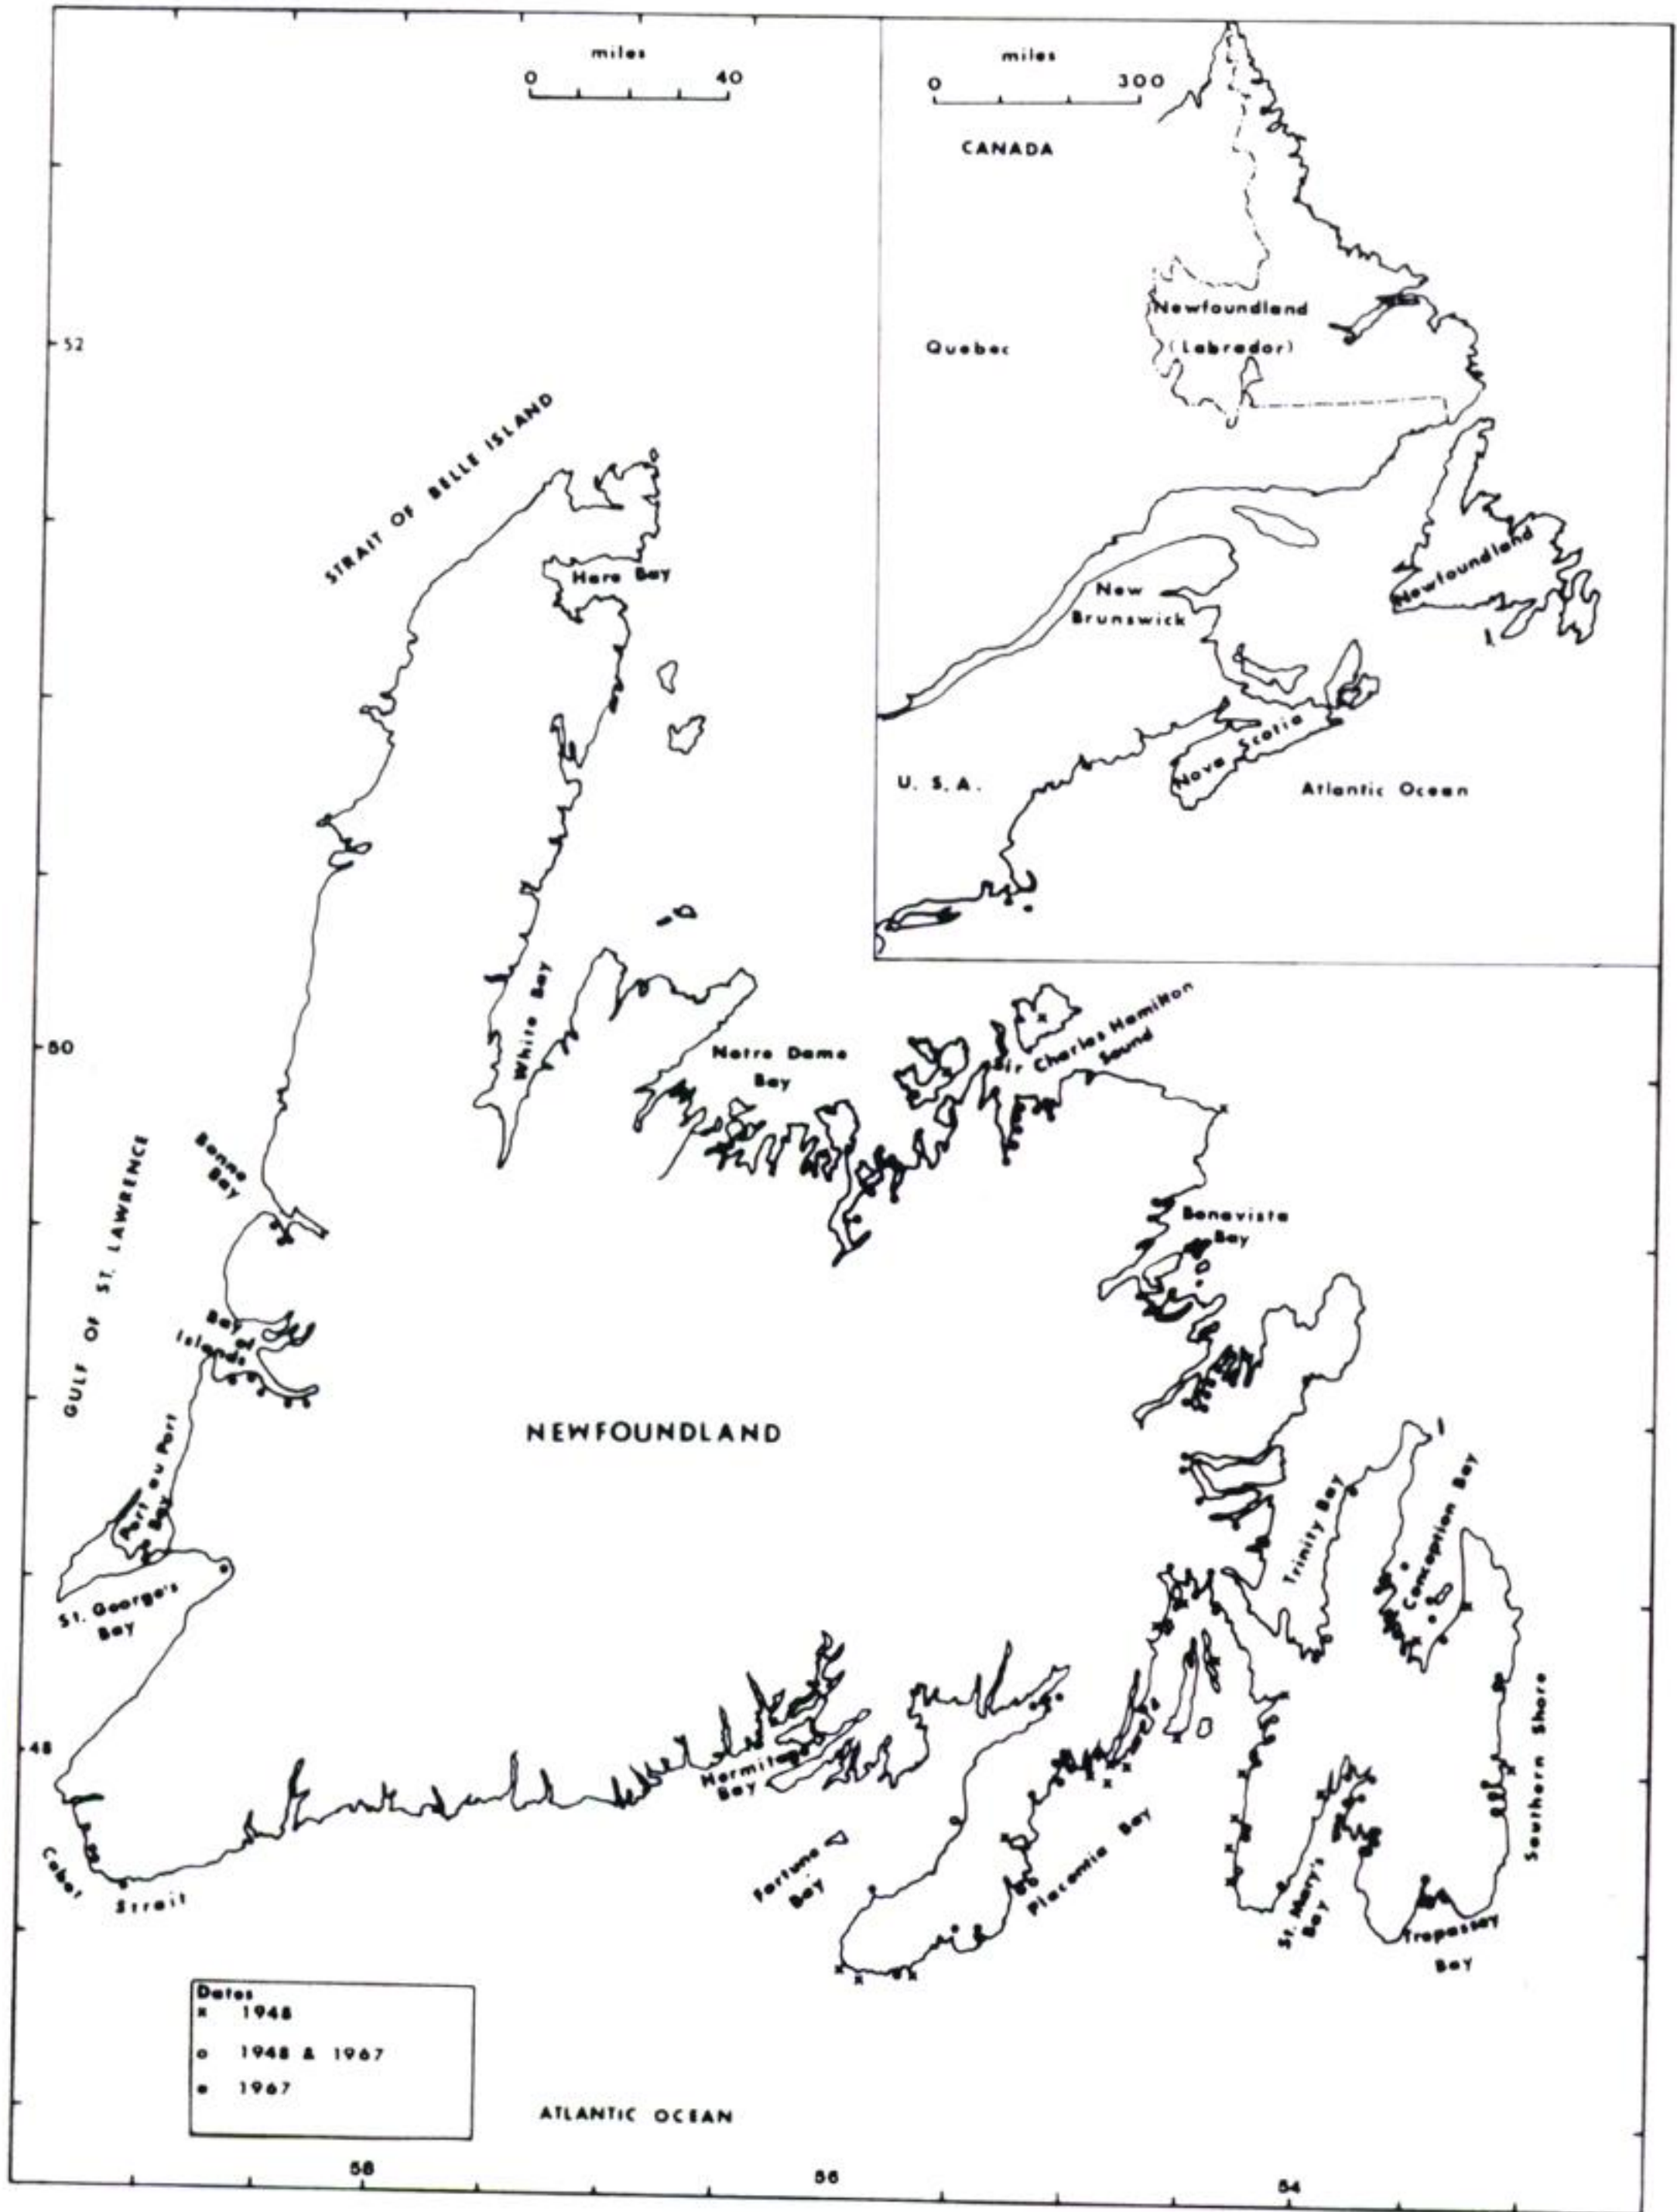 miles
0 40
miles
0 300
CANADA
Newfoundland
(Labrador)
Quebec
Newfoundland
New
Brunswick
Nova Scotia
U. S. A.
Atlantic Ocean
52
STRAIT OF BELLE ISLAND
Hare Bay
White Bay
50
Notre Dame
Bay
Sir Charles Hamilton
Sound
Bonne
Bay
GULF OF ST. LAWRENCE
Bonavista
Bay
Bay
of
Islands
NEWFOUNDLAND
Port au Port
Bay
Trinity Bay
Conception Bay
St. George's
Bay
48
Hermitage
Bay
Southern Shore
Cabot
Strait
Fortune
Bay
Placentia Bay
St. Mary's
Bay
Trepassey
Bay
Dates
x 1948
o 1948 & 1967
• 1967
ATLANTIC OCEAN
58
56
54